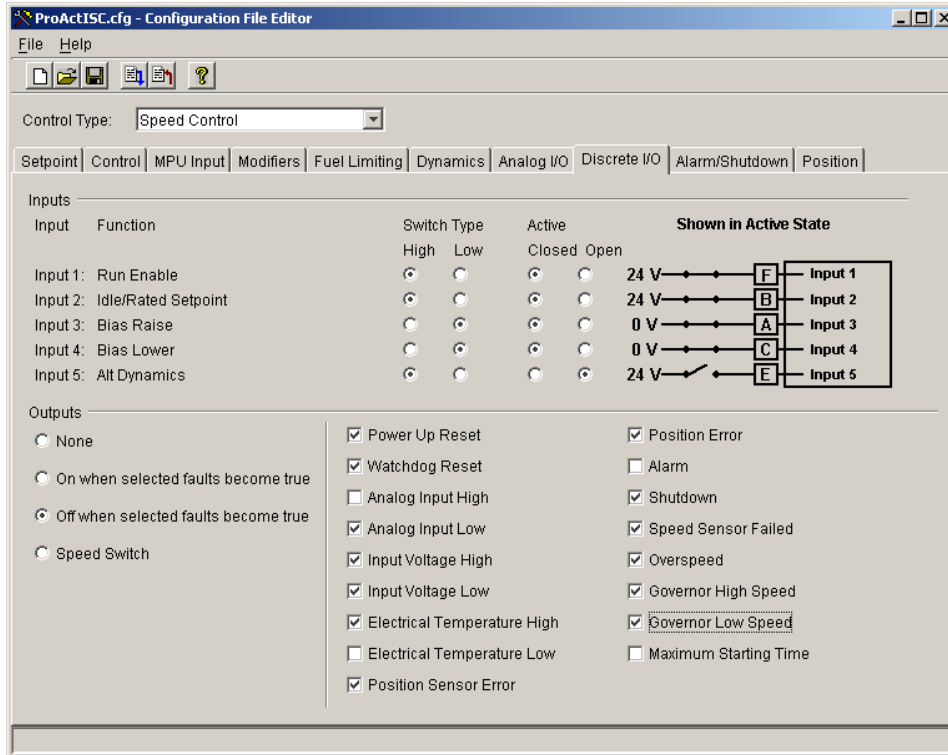 ProActISC.cfg - Configuration File Editor
File Help
Control Type: Speed Control
Setpoint Control MPU Input Modifiers Fuel Limiting Dynamics Analog I/O Discrete I/O Alarm/Shutdown Position
Inputs
Input Function Switch Type Active Shown in Active State
High Low Closed Open
Input 1: Run Enable 24 V F Input 1
Input 2: Idle/Rated Setpoint 24 V B Input 2
Input 3: Bias Raise 0 V A Input 3
Input 4: Bias Lower 0 V C Input 4
Input 5: Alt Dynamics 24 V E Input 5
Outputs
None
On when selected faults become true
Off when selected faults become true
Speed Switch
Power Up Reset
Watchdog Reset
Analog Input High
Analog Input Low
Input Voltage High
Input Voltage Low
Electrical Temperature High
Electrical Temperature Low
Position Sensor Error
Position Error
Alarm
Shutdown
Speed Sensor Failed
Overspeed
Governor High Speed
Governor Low Speed
Maximum Starting Time